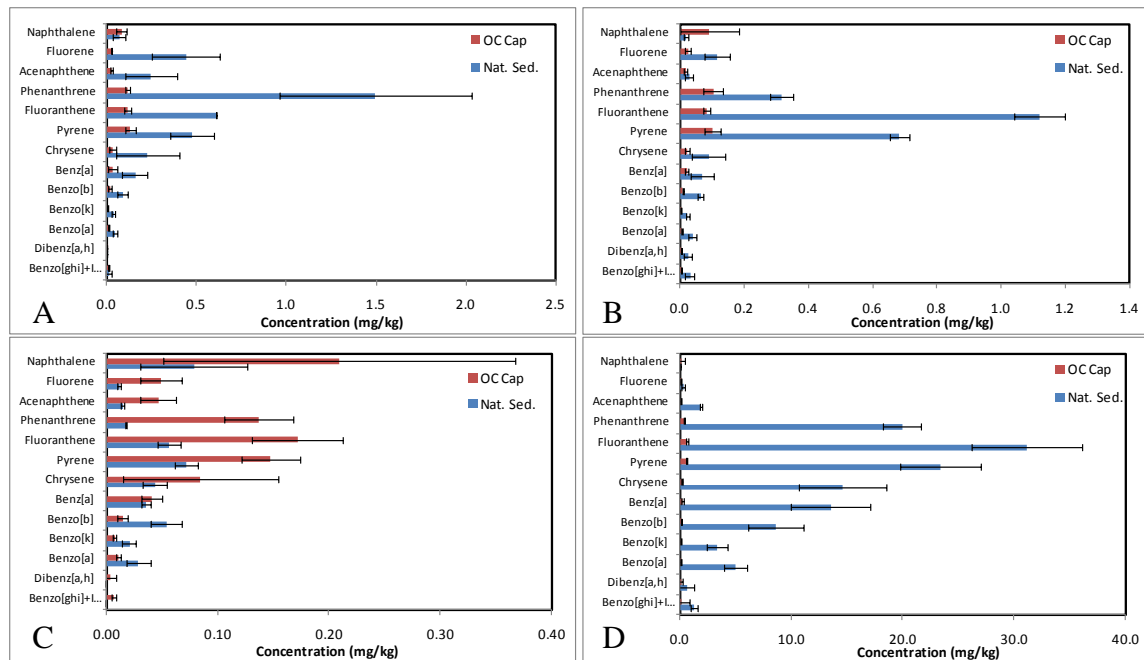 Naphthalene
Fluorene
Acenaphthene
Phenanthrene
Fluoranthene
Pyrene
Chrysene
Benz[a]
Benzo[b]
Benzo[k]
Benzo[a]
Dibenz[a,h]
Benzo[ghi]+I...
OC Cap
Nat. Sed.
0.0 0.5 1.0 1.5 2.0 2.5
A
Concentration (mg/kg)
Naphthalene
Fluorene
Acenaphthene
Phenanthrene
Fluoranthene
Pyrene
Chrysene
Benz[a]
Benzo[b]
Benzo[k]
Benzo[a]
Dibenz[a,h]
Benzo[ghi]+I...
OC Cap
Nat. Sed.
0.0 0.2 0.4 0.6 0.8 1.0 1.2 1.4
B
Concentration (mg/kg)
Naphthalene
Fluorene
Acenaphthene
Phenanthrene
Fluoranthene
Pyrene
Chrysene
Benz[a]
Benzo[b]
Benzo[k]
Benzo[a]
Dibenz[a,h]
Benzo[ghi]+I...
OC Cap
Nat. Sed.
0.00 0.10 0.20 0.30 0.40
C
Concentration (mg/kg)
Naphthalene
Fluorene
Acenaphthene
Phenanthrene
Fluoranthene
Pyrene
Chrysene
Benz[a]
Benzo[b]
Benzo[k]
Benzo[a]
Dibenz[a,h]
Benzo[ghi]+I...
OC Cap
Nat. Sed.
0.0 10.0 20.0 30.0 40.0
D
Concentration (mg/kg)